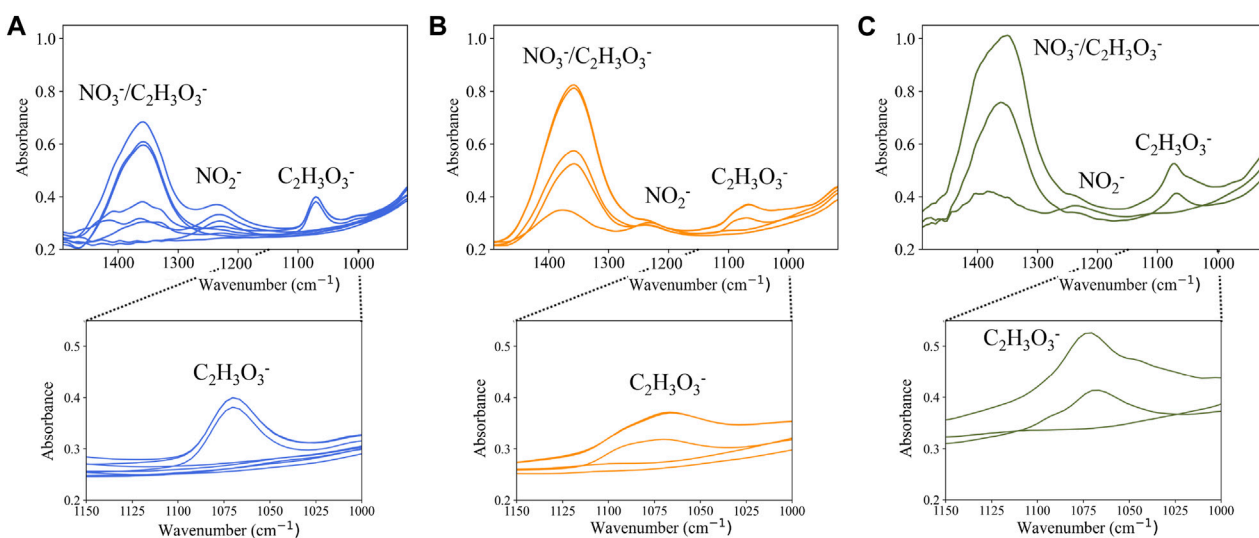 A
1.0
0.8
0.6
0.4
0.2
Absorbance
NO₃⁻/C₂H₃O₃⁻
NO₂⁻
C₂H₃O₃⁻
1400 1300 1200 1100 1000
Wavenumber (cm⁻¹)
B
1.0
0.8
0.6
0.4
0.2
Absorbance
NO₃⁻/C₂H₃O₃⁻
NO₂⁻
C₂H₃O₃⁻
1400 1300 1200 1100 1000
Wavenumber (cm⁻¹)
C
1.0
0.8
0.6
0.4
0.2
Absorbance
NO₃⁻/C₂H₃O₃⁻
NO₂⁻
C₂H₃O₃⁻
1400 1300 1200 1100 1000
Wavenumber (cm⁻¹)
0.5
0.4
0.3
0.2
Absorbance
C₂H₃O₃⁻
1150 1125 1100 1075 1050 1025 1000
Wavenumber (cm⁻¹)
0.5
0.4
0.3
0.2
Absorbance
C₂H₃O₃⁻
1150 1125 1100 1075 1050 1025 1000
Wavenumber (cm⁻¹)
0.5
0.4
0.3
0.2
Absorbance
C₂H₃O₃⁻
1150 1125 1100 1075 1050 1025 1000
Wavenumber (cm⁻¹)